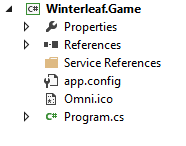 C# Winterleaf.Game
Properties
References
Service References
app.config
Omni.ico
C# Program.cs